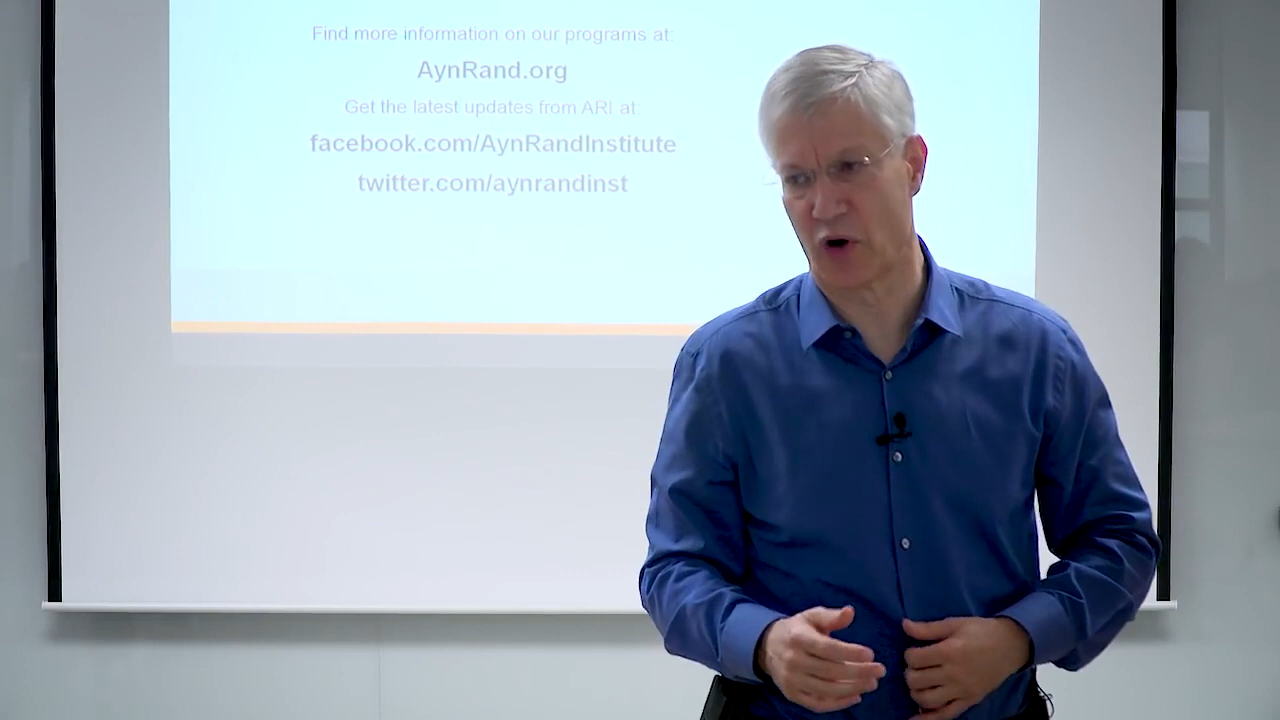 Find more information on our programs at:
AynRand.org
Get the latest updates from ARI at:
facebook.com/AynRandInstitute
twitter.com/aynrandinst